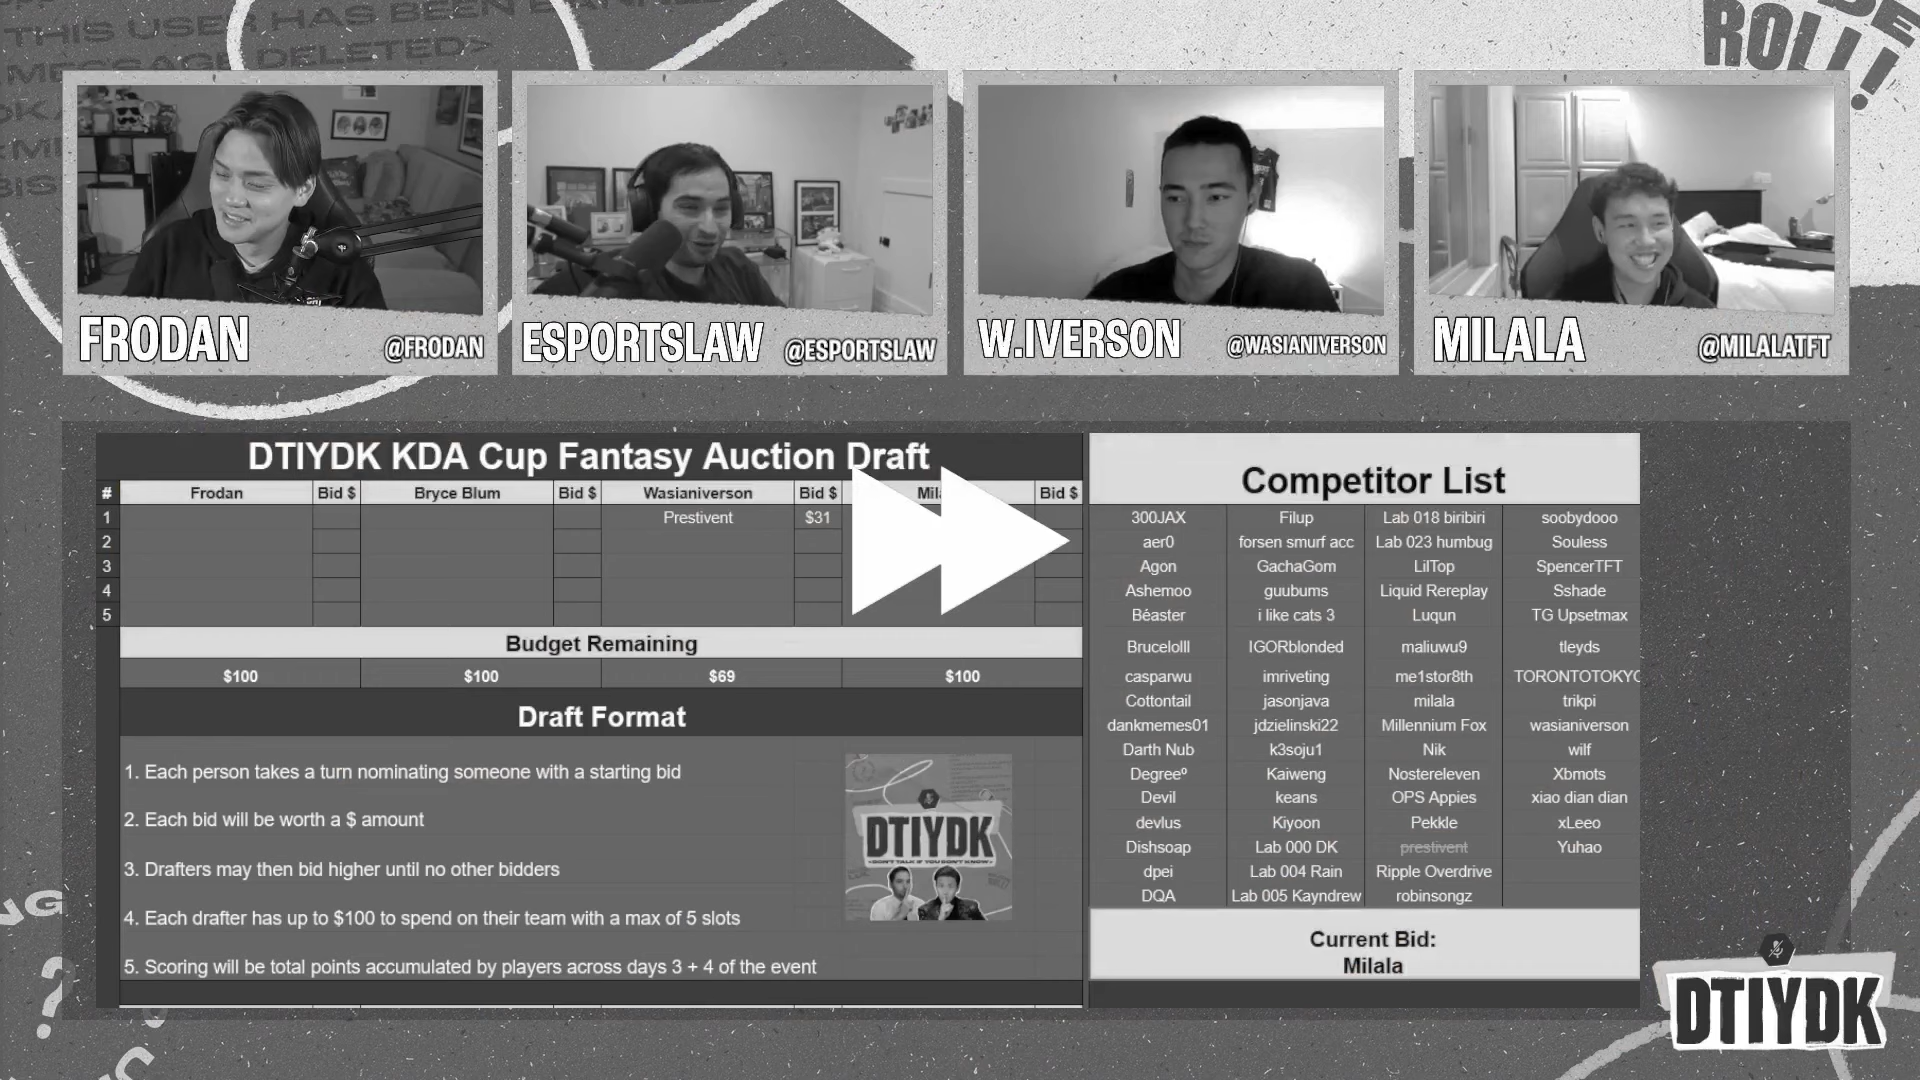 THIS USER HAS BEEN BANNED
MESSAGE DELETED>
ROLL!
FRODAN
@FRODAN
ESPORTSLAW
@ESPORTSLAW
W.IVERSON
@WASIANIVERSON
MILALA
@MILALATFT
DTIYDK KDA Cup Fantasy Auction Draft
# Frodan Bid $ Bryce Blum Bid $ Wasianiverson Bid $ Bid $
1 Prestivent $31
2
3
4
5
Budget Remaining
$100 $100 $69 $100
Draft Format
1. Each person takes a turn nominating someone with a starting bid
2. Each bid will be worth a $ amount
3. Drafters may then bid higher until no other bidders
4. Each drafter has up to $100 to spend on their team with a max of 5 slots
5. Scoring will be total points accumulated by players across days 3 + 4 of the event
DTIYDK
Competitor List
300JAX Filup Lab 018 biribiri soobydooo
aer0 forsen smurf acc Lab 023 humbug Souless
Agon GachaGom LilTop SpencerTFT
Ashemoo guubums Liquid Rereplay Sshade
Béaster i like cats 3 Luqun TG Upsetmax
Brucelolll IGORblonded maliuwu9 tleyds
casparwu imriveting me1stor8th TORONTOTOKYO
Cottontail jasonjava milala trikpi
dankmemes01 jdzielinski22 Millennium Fox wasianiverson
Darth Nub k3soju1 Nik wilf
Degreeº Kaiweng Nostereleven Xbmots
Devil keans OPS Appies xiao dian dian
devlus Kiyoon Pekkle xLeeo
Dishsoap Lab 000 DK prestivent Yuhao
dpei Lab 004 Rain Ripple Overdrive
DQA Lab 005 Kayndrew robinsongz
Current Bid:
Milala
DTIYDK